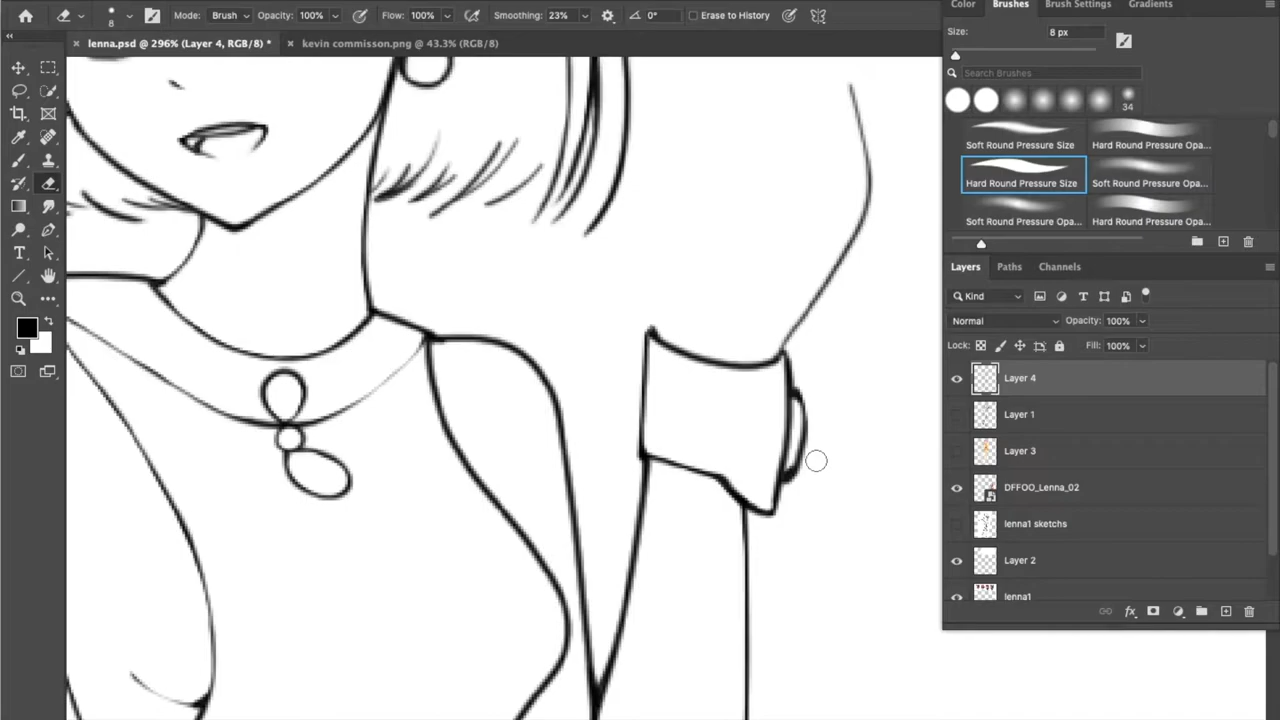 Mode: Brush Opacity: 100% Flow: 100% Smoothing: 23% 0° Erase to History
8
lenna.psd @ 296% (Layer 4, RGB/8) * kevin commisson.png @ 43.3% (RGB/8)
Color Brushes Brush Settings Gradients
Size: 8 px
Search Brushes
34
Soft Round Pressure Size Hard Round Pressure Opa...
Hard Round Pressure Size Soft Round Pressure Opa...
Soft Round Pressure Opa... Hard Round Pressure Opa...
Layers Paths Channels
Kind
Normal Opacity: 100%
Lock: Fill: 100%
Layer 4
Layer 1
Layer 3
DFFOO_Lenna_02
lenna1 sketchs
Layer 2
lenna1
fx